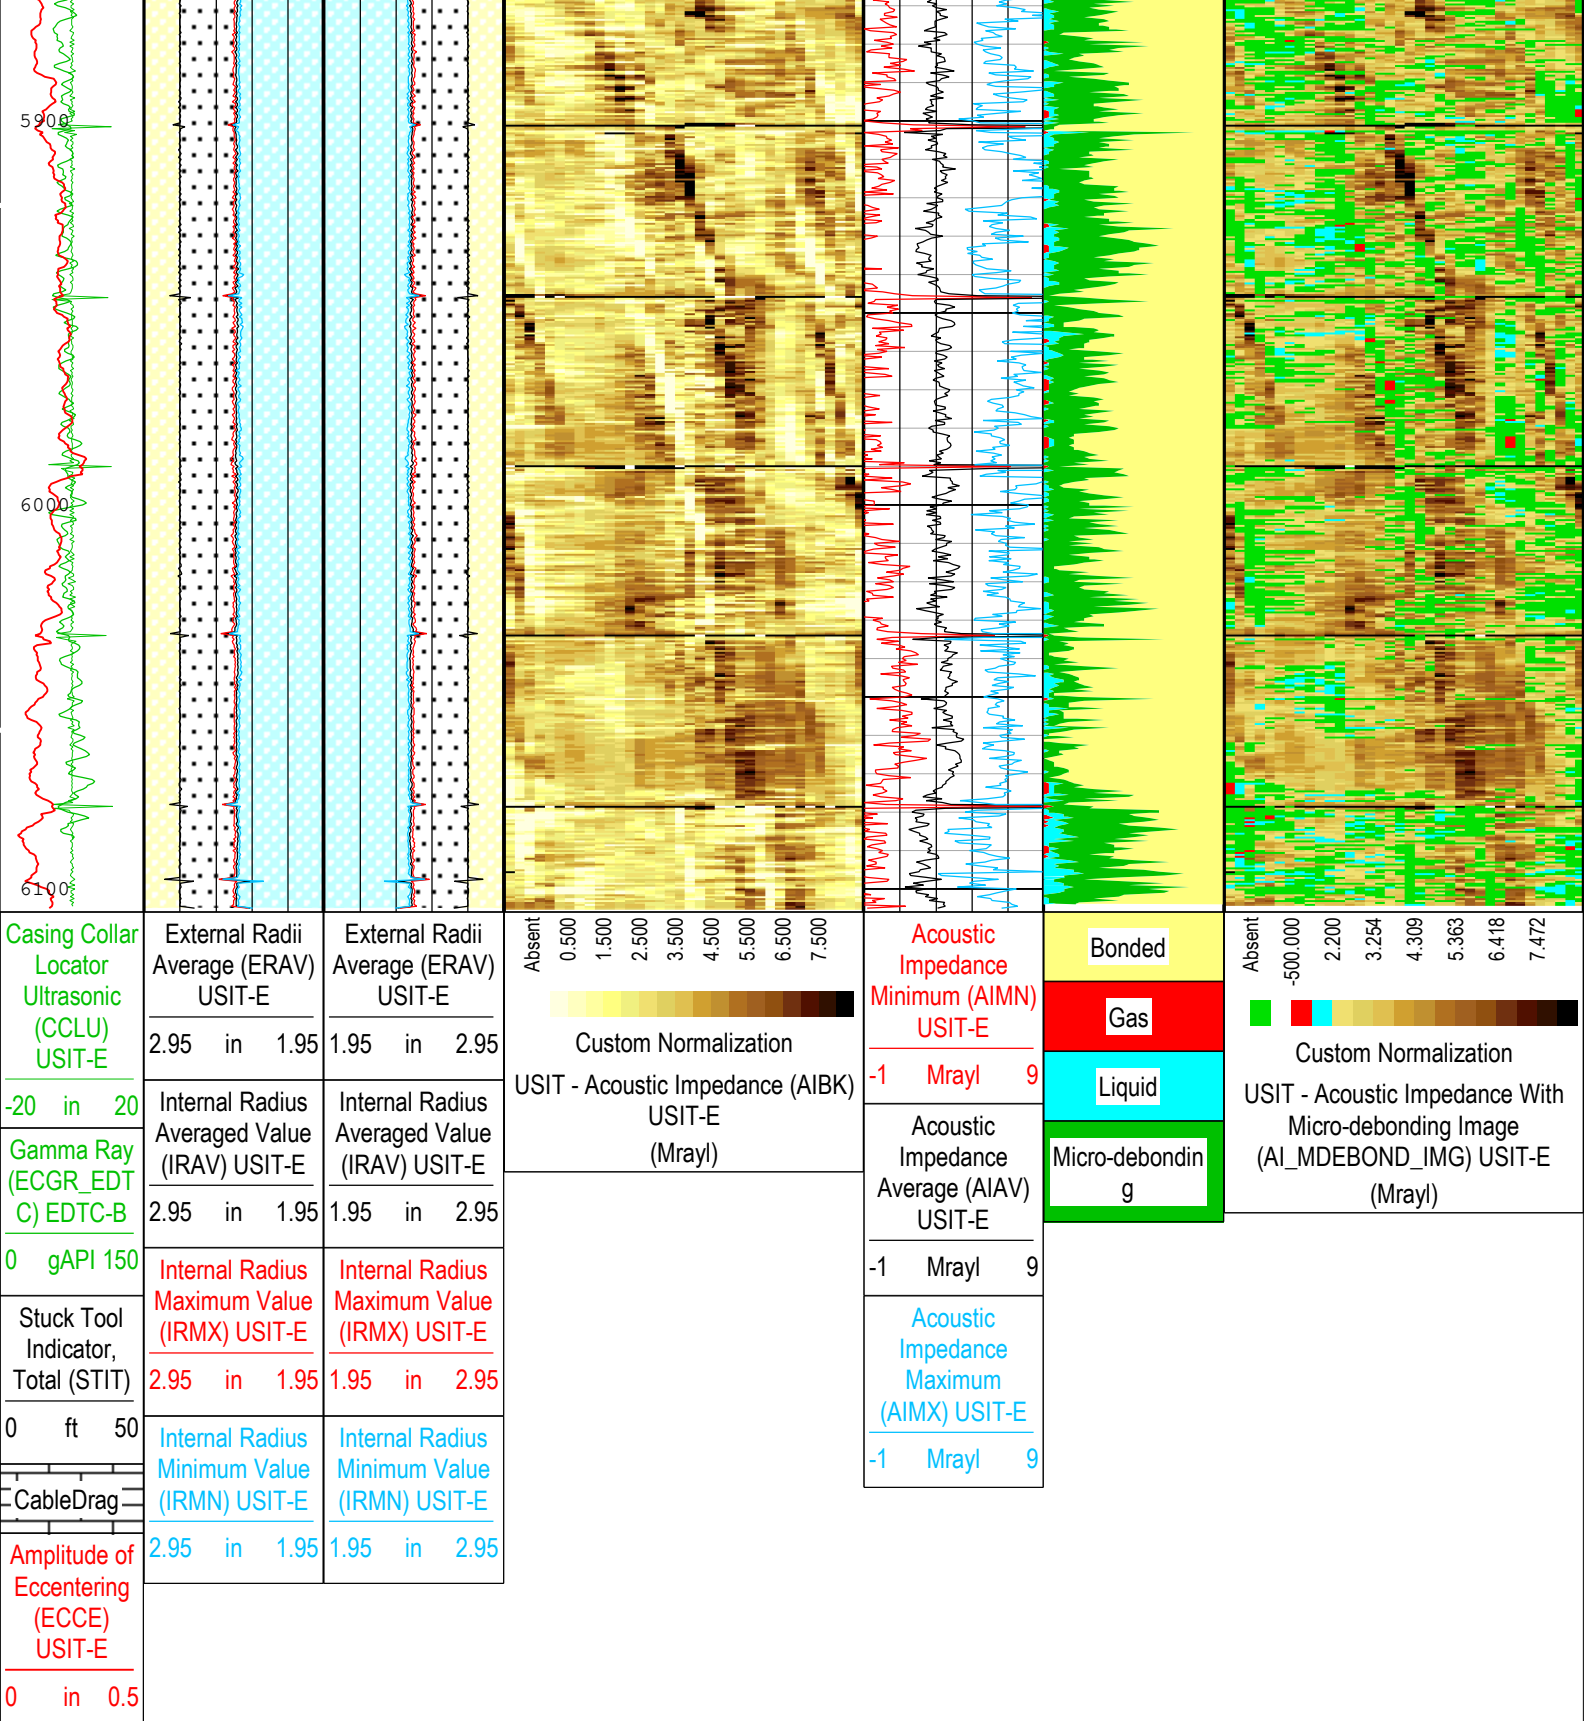 5900
6000
6100
Casing Collar
Locator
Ultrasonic
(CCLU)
USIT-E
-20 in 20
Gamma Ray
(ECGR_EDT
C) EDTC-B
0 gAPI 150
Stuck Tool
Indicator,
Total (STIT)
0 ft 50
CableDrag
Amplitude of
Eccentering
(ECCE)
USIT-E
0 in 0.5
External Radii
Average (ERAV)
USIT-E
2.95 in 1.95
Internal Radius
Averaged Value
(IRAV) USIT-E
2.95 in 1.95
Internal Radius
Maximum Value
(IRMX) USIT-E
2.95 in 1.95
Internal Radius
Minimum Value
(IRMN) USIT-E
2.95 in 1.95
External Radii
Average (ERAV)
USIT-E
1.95 in 2.95
Internal Radius
Averaged Value
(IRAV) USIT-E
1.95 in 2.95
Internal Radius
Maximum Value
(IRMX) USIT-E
1.95 in 2.95
Internal Radius
Minimum Value
(IRMN) USIT-E
1.95 in 2.95
Absent 0.500 1.500 2.500 3.500 4.500 5.500 6.500 7.500
Custom Normalization
USIT - Acoustic Impedance (AIBK)
USIT-E
(Mrayl)
Acoustic
Impedance
Minimum (AIMN)
USIT-E
-1 Mrayl 9
Acoustic
Impedance
Average (AIAV)
USIT-E
-1 Mrayl 9
Acoustic
Impedance
Maximum
(AIMX) USIT-E
-1 Mrayl 9
Bonded
Gas
Liquid
Micro-debondin
g
Absent -500.000 2.200 3.254 4.309 5.363 6.418 7.472
Custom Normalization
USIT - Acoustic Impedance With
Micro-debonding Image
(AI_MDEBOND_IMG) USIT-E
(Mrayl)